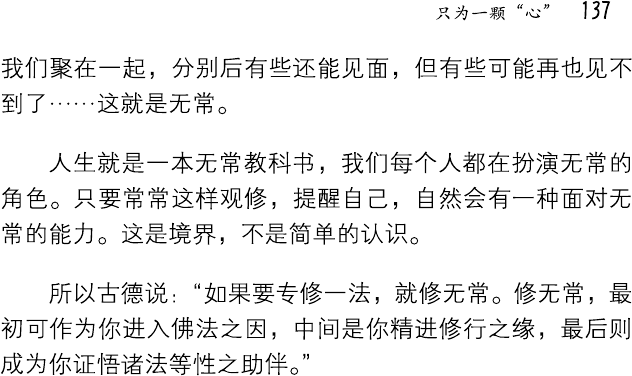 只为一颗“心” 137
我们聚在一起，分别后有些还能见面，但有些可能再也见不
到了……这就是无常。
人生就是一本无常教科书，我们每个人都在扮演无常的
角色。只要常常这样观修，提醒自己，自然会有一种面对无
常的能力。这是境界，不是简单的认识。
所以古德说：“如果要专修一法，就修无常。修无常，最
初可作为你进入佛法之因，中间是你精进修行之缘，最后则
成为你证悟诸法等性之助伴。”